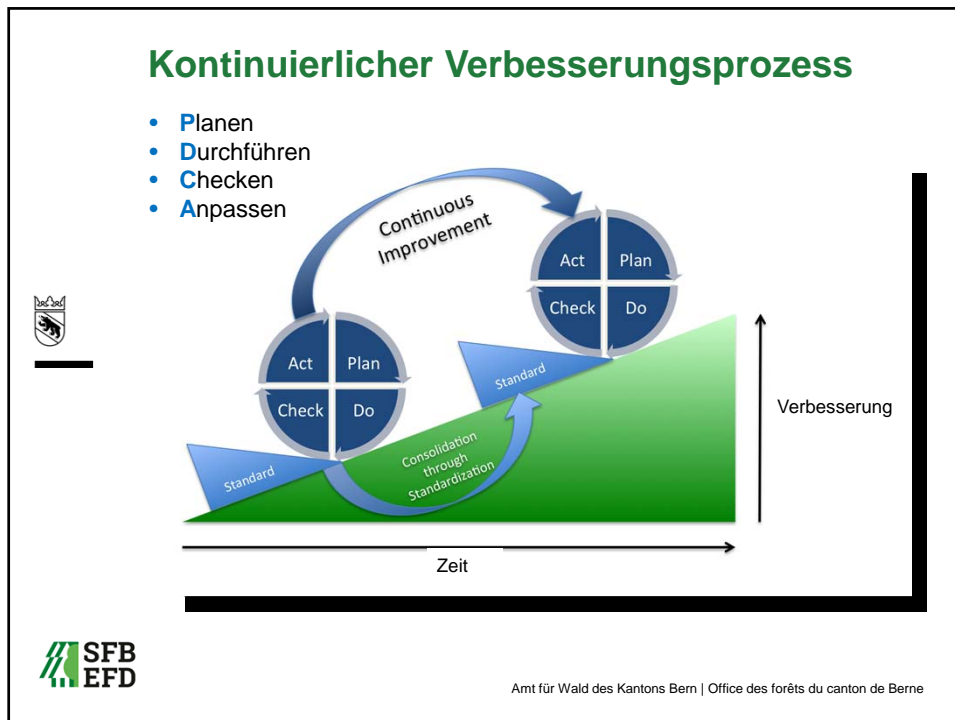 Kontinuierlicher Verbesserungsprozess
• Planen
• Durchführen
• Checken
• Anpassen
Continuous
Improvement
Act Plan
Check Do
Act Plan
Check Do
Standard
Standard
Consolidation
through
Standardization
Verbesserung
Zeit
SFB
EFD
Amt für Wald des Kantons Bern | Office des forêts du canton de Berne